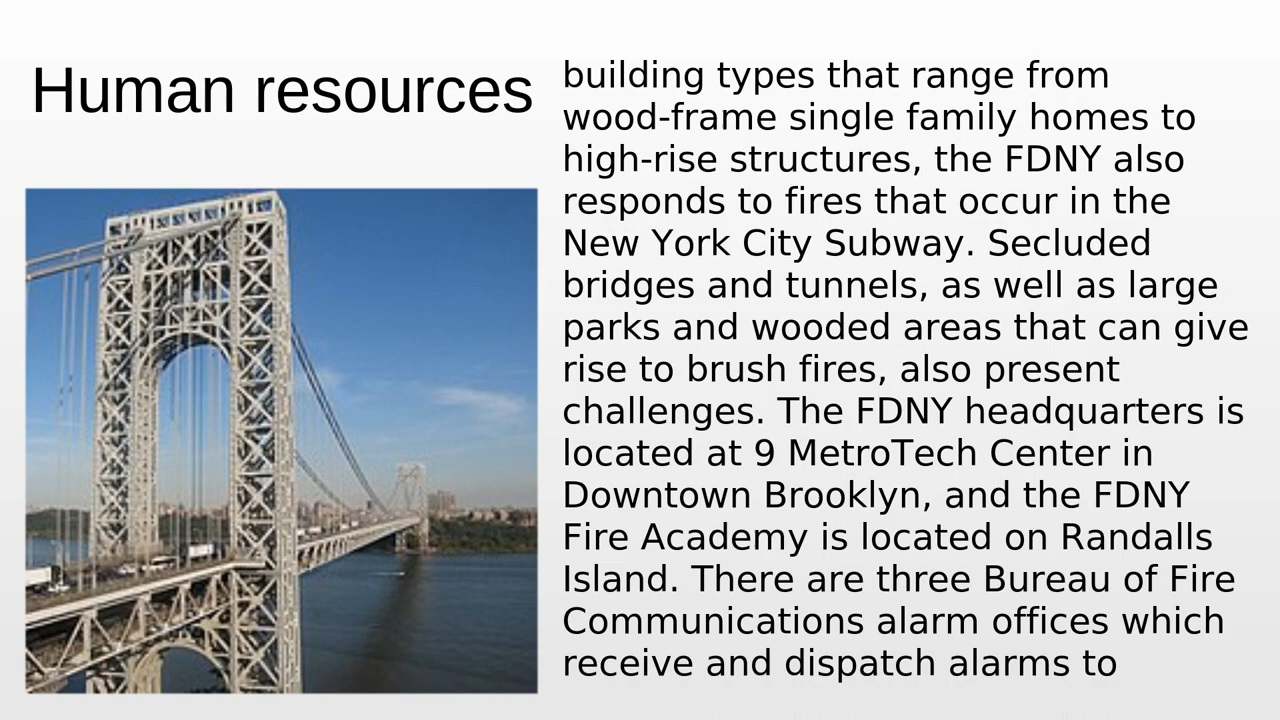 Human resources
building types that range from
wood-frame single family homes to
high-rise structures, the FDNY also
responds to fires that occur in the
New York City Subway. Secluded
bridges and tunnels, as well as large
parks and wooded areas that can give
rise to brush fires, also present
challenges. The FDNY headquarters is
located at 9 MetroTech Center in
Downtown Brooklyn, and the FDNY
Fire Academy is located on Randalls
Island. There are three Bureau of Fire
Communications alarm offices which
receive and dispatch alarms to